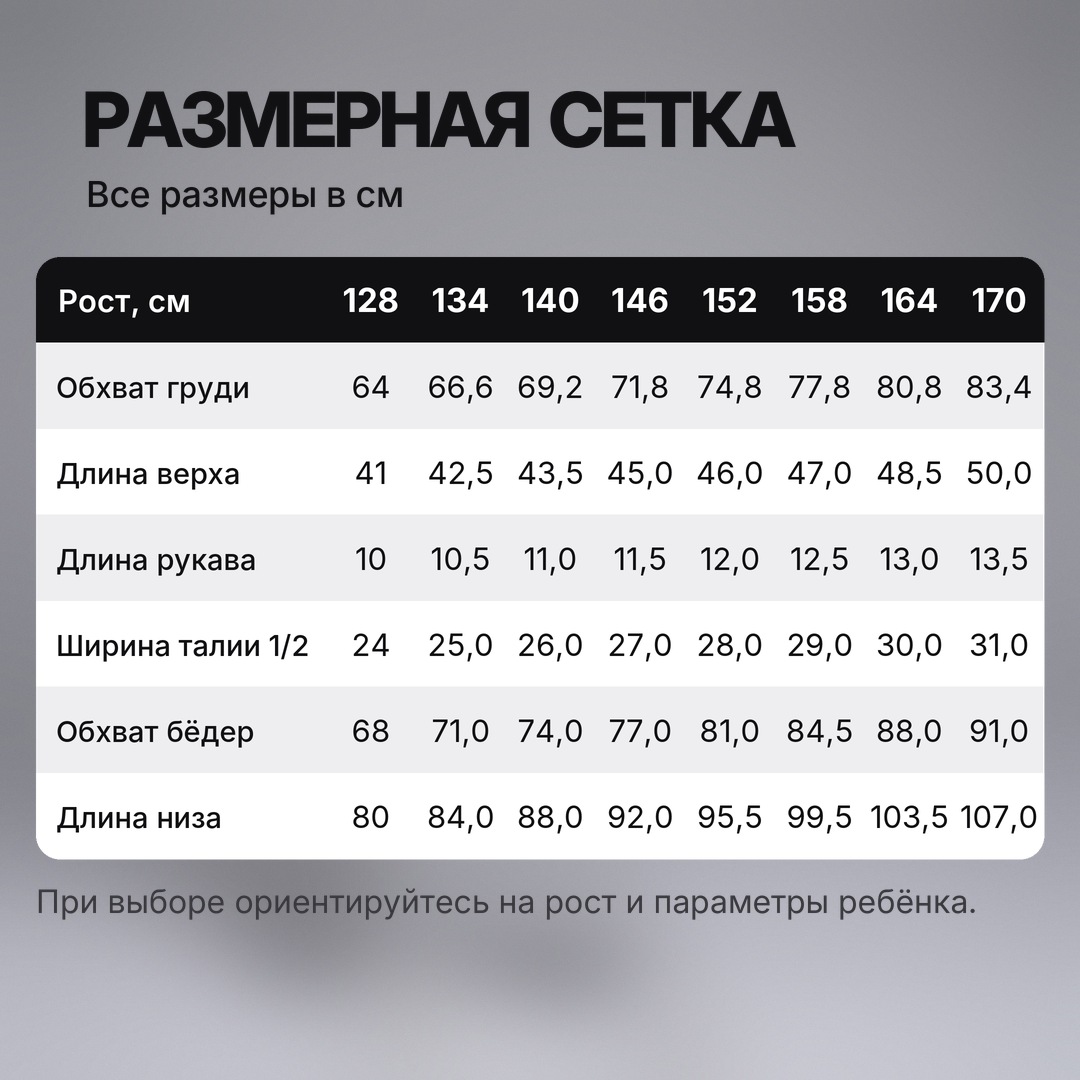 РАЗМЕРНАЯ СЕТКА
Все размеры в см
Рост, см 128 134 140 146 152 158 164 170
Обхват груди 64 66,6 69,2 71,8 74,8 77,8 80,8 83,4
Длина верха 41 42,5 43,5 45,0 46,0 47,0 48,5 50,0
Длина рукава 10 10,5 11,0 11,5 12,0 12,5 13,0 13,5
Ширина талии 1/2 24 25,0 26,0 27,0 28,0 29,0 30,0 31,0
Обхват бёдер 68 71,0 74,0 77,0 81,0 84,5 88,0 91,0
Длина низа 80 84,0 88,0 92,0 95,5 99,5 103,5 107,0
При выборе ориентируйтесь на рост и параметры ребёнка.